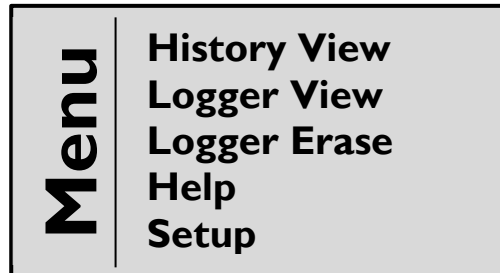 Menu
History View
Logger View
Logger Erase
Help
Setup